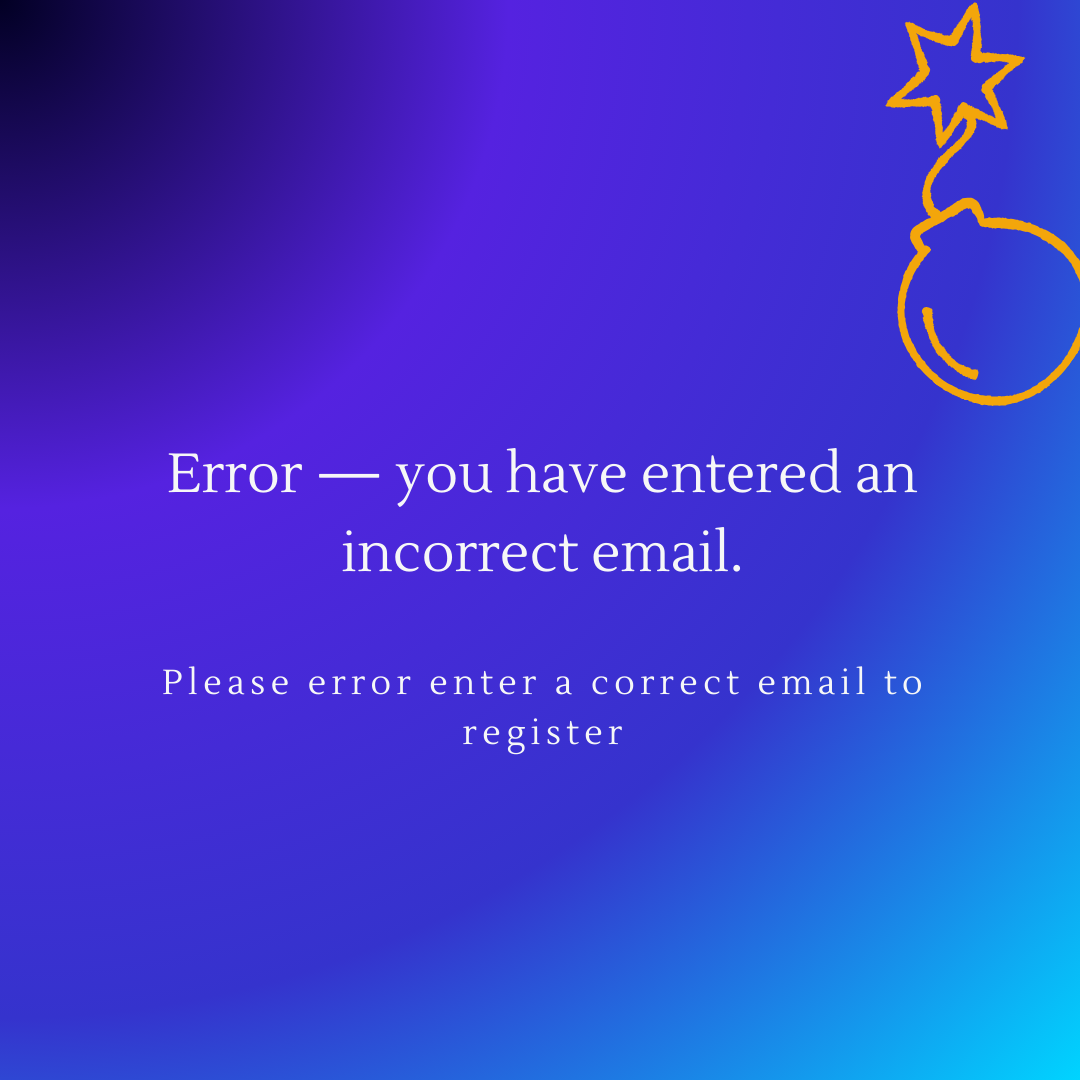 Error — you have entered an
incorrect email.
Please error enter a correct email to
register